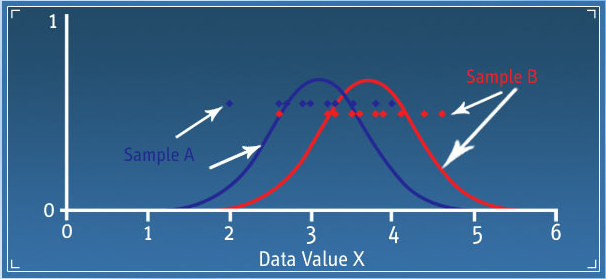 1
Sample B
Sample A
0
0 1 2 3 4 5 6
Data Value X